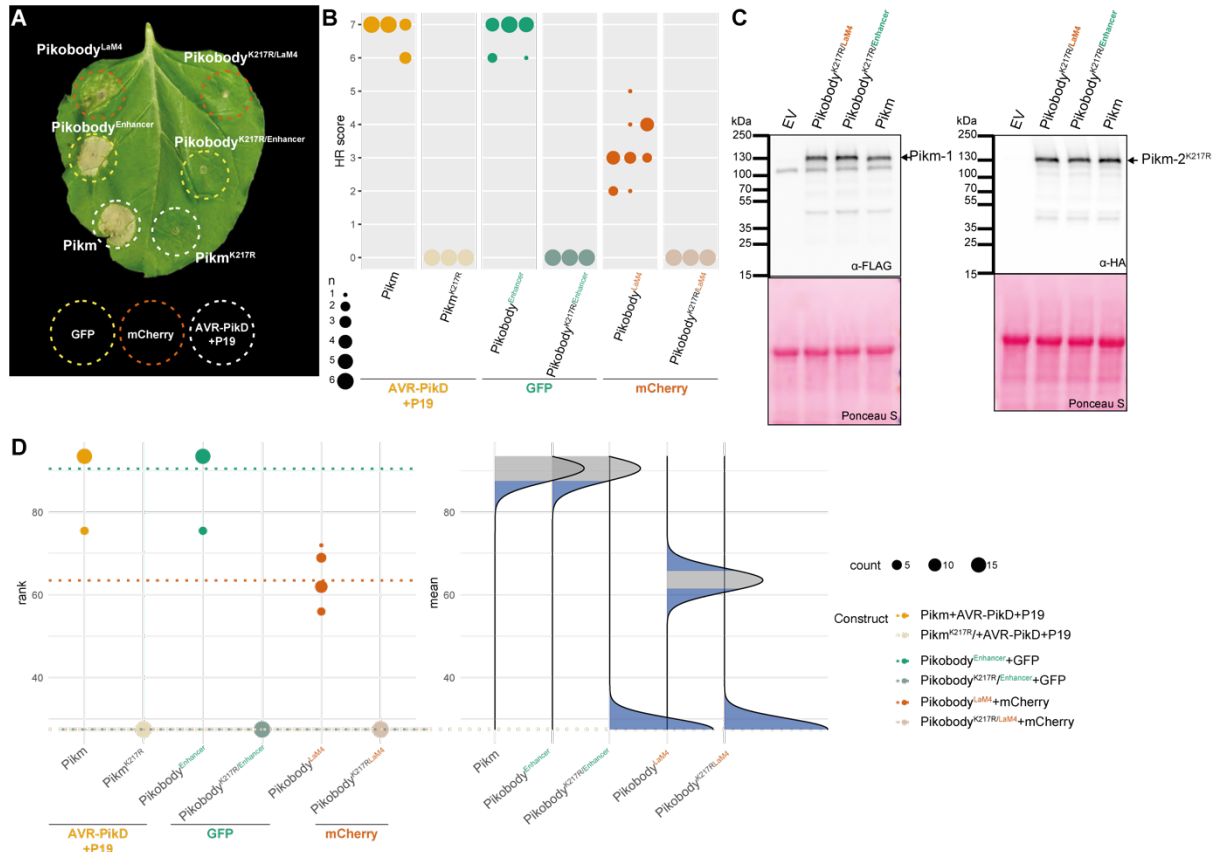 A
Pikobody^LaM4
Pikobody^K217R/LaM4
Pikobody^Enhancer
Pikobody^K217R/Enhancer
Pikm
Pikm^K217R
GFP
mCherry
AVR-PikD
+P19
B
HR score
7
6
5
4
3
2
1
0
n
1
2
3
4
5
6
Pikm
Pikm^K217R
Pikobody^Enhancer
Pikobody^K217R/Enhancer
Pikobody^LaM4
Pikobody^K217R/LaM4
AVR-PikD
+P19
GFP
mCherry
C
EV
Pikobody^K217R/LaM4
Pikobody^K217R/Enhancer
Pikm
kDa
250
130
100
70
55
35
25
15
Pikm-1
α-FLAG
Ponceau S
EV
Pikobody^K217R/LaM4
Pikobody^K217R/Enhancer
Pikm
kDa
250
130
100
70
55
35
25
15
Pikm-2^K217R
α-HA
Ponceau S
D
rank
80
60
40
Pikm
Pikm^K217R
Pikobody^Enhancer
Pikobody^K217R/Enhancer
Pikobody^LaM4
Pikobody^K217RLaM4
AVR-PikD
+P19
GFP
mCherry
mean
80
60
40
Pikm
Pikobody^Enhancer
Pikobody^K217R/Enhancer
Pikobody^LaM4
Pikobody^K217RLaM4
count 5 10 15
Construct
Pikm+AVR-PikD+P19
Pikm^K217R/+AVR-PikD+P19
Pikobody^Enhancer+GFP
Pikobody^K217R/Enhancer+GFP
Pikobody^LaM4+mCherry
Pikobody^K217R/LaM4+mCherry